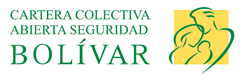 CARTERA COLECTIVA
ABIERTA SEGURIDAD
BOLÍVAR